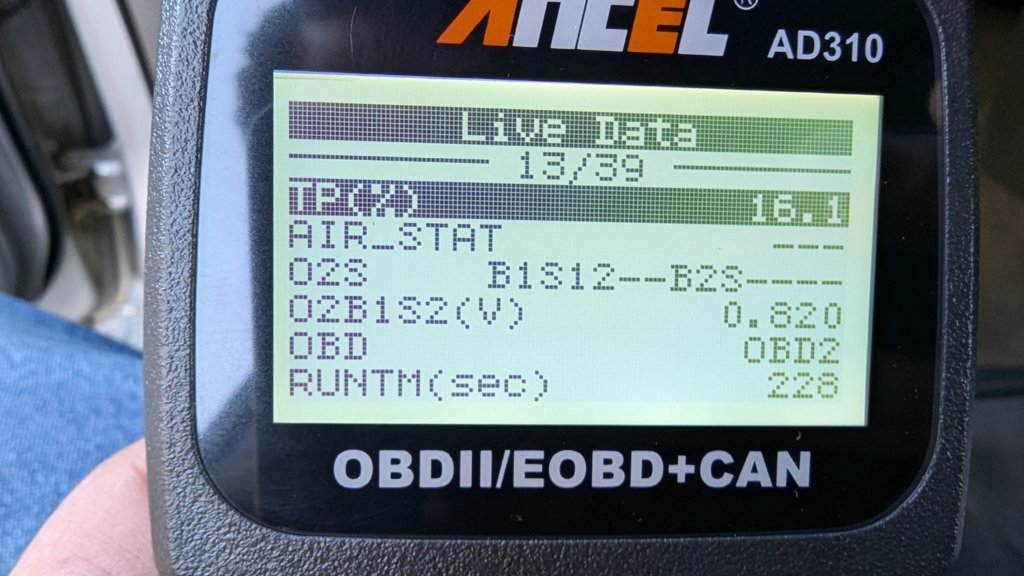 ANCEL®
AD310
Live Data
13/39
TP(%) 16.1
AIR_STAT ---
O2S B1S12--B2S----
O2B1S2(V) 0.820
OBD OBD2
RUNTM(sec) 228
OBDII/EOBD+CAN